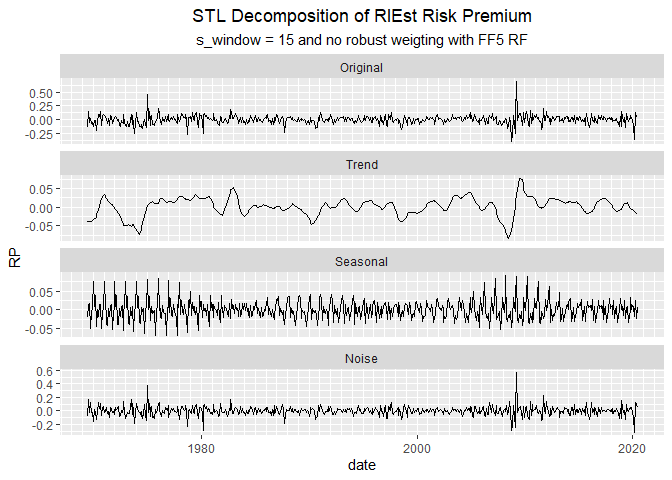 STL Decomposition of RlEst Risk Premium
s_window = 15 and no robust weigting with FF5 RF
Original
0.50
0.25
0.00
-0.25
Trend
0.05
0.00
-0.05
RP
Seasonal
0.05
0.00
-0.05
Noise
0.6
0.4
0.2
0.0
-0.2
1980
2000
2020
date